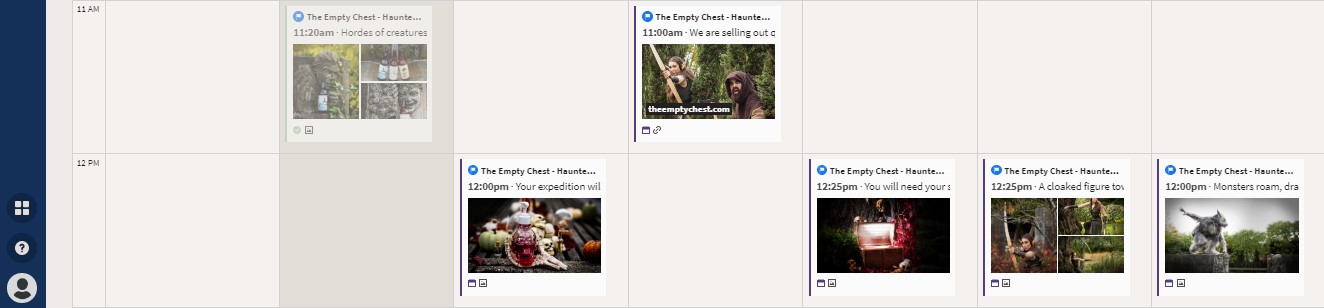 11 AM
The Empty Chest - Haunte...
11:20am · Hordes of creatures
The Empty Chest - Haunte...
11:00am · We are selling out
theemptychest.com
12 PM
The Empty Chest - Haunte...
12:00pm · Your expedition wil
The Empty Chest - Haunte...
12:25pm · You will need your
The Empty Chest - Haunte...
12:25pm · A cloaked figure
The Empty Chest - Haunte...
12:00pm · Monsters roam, dra